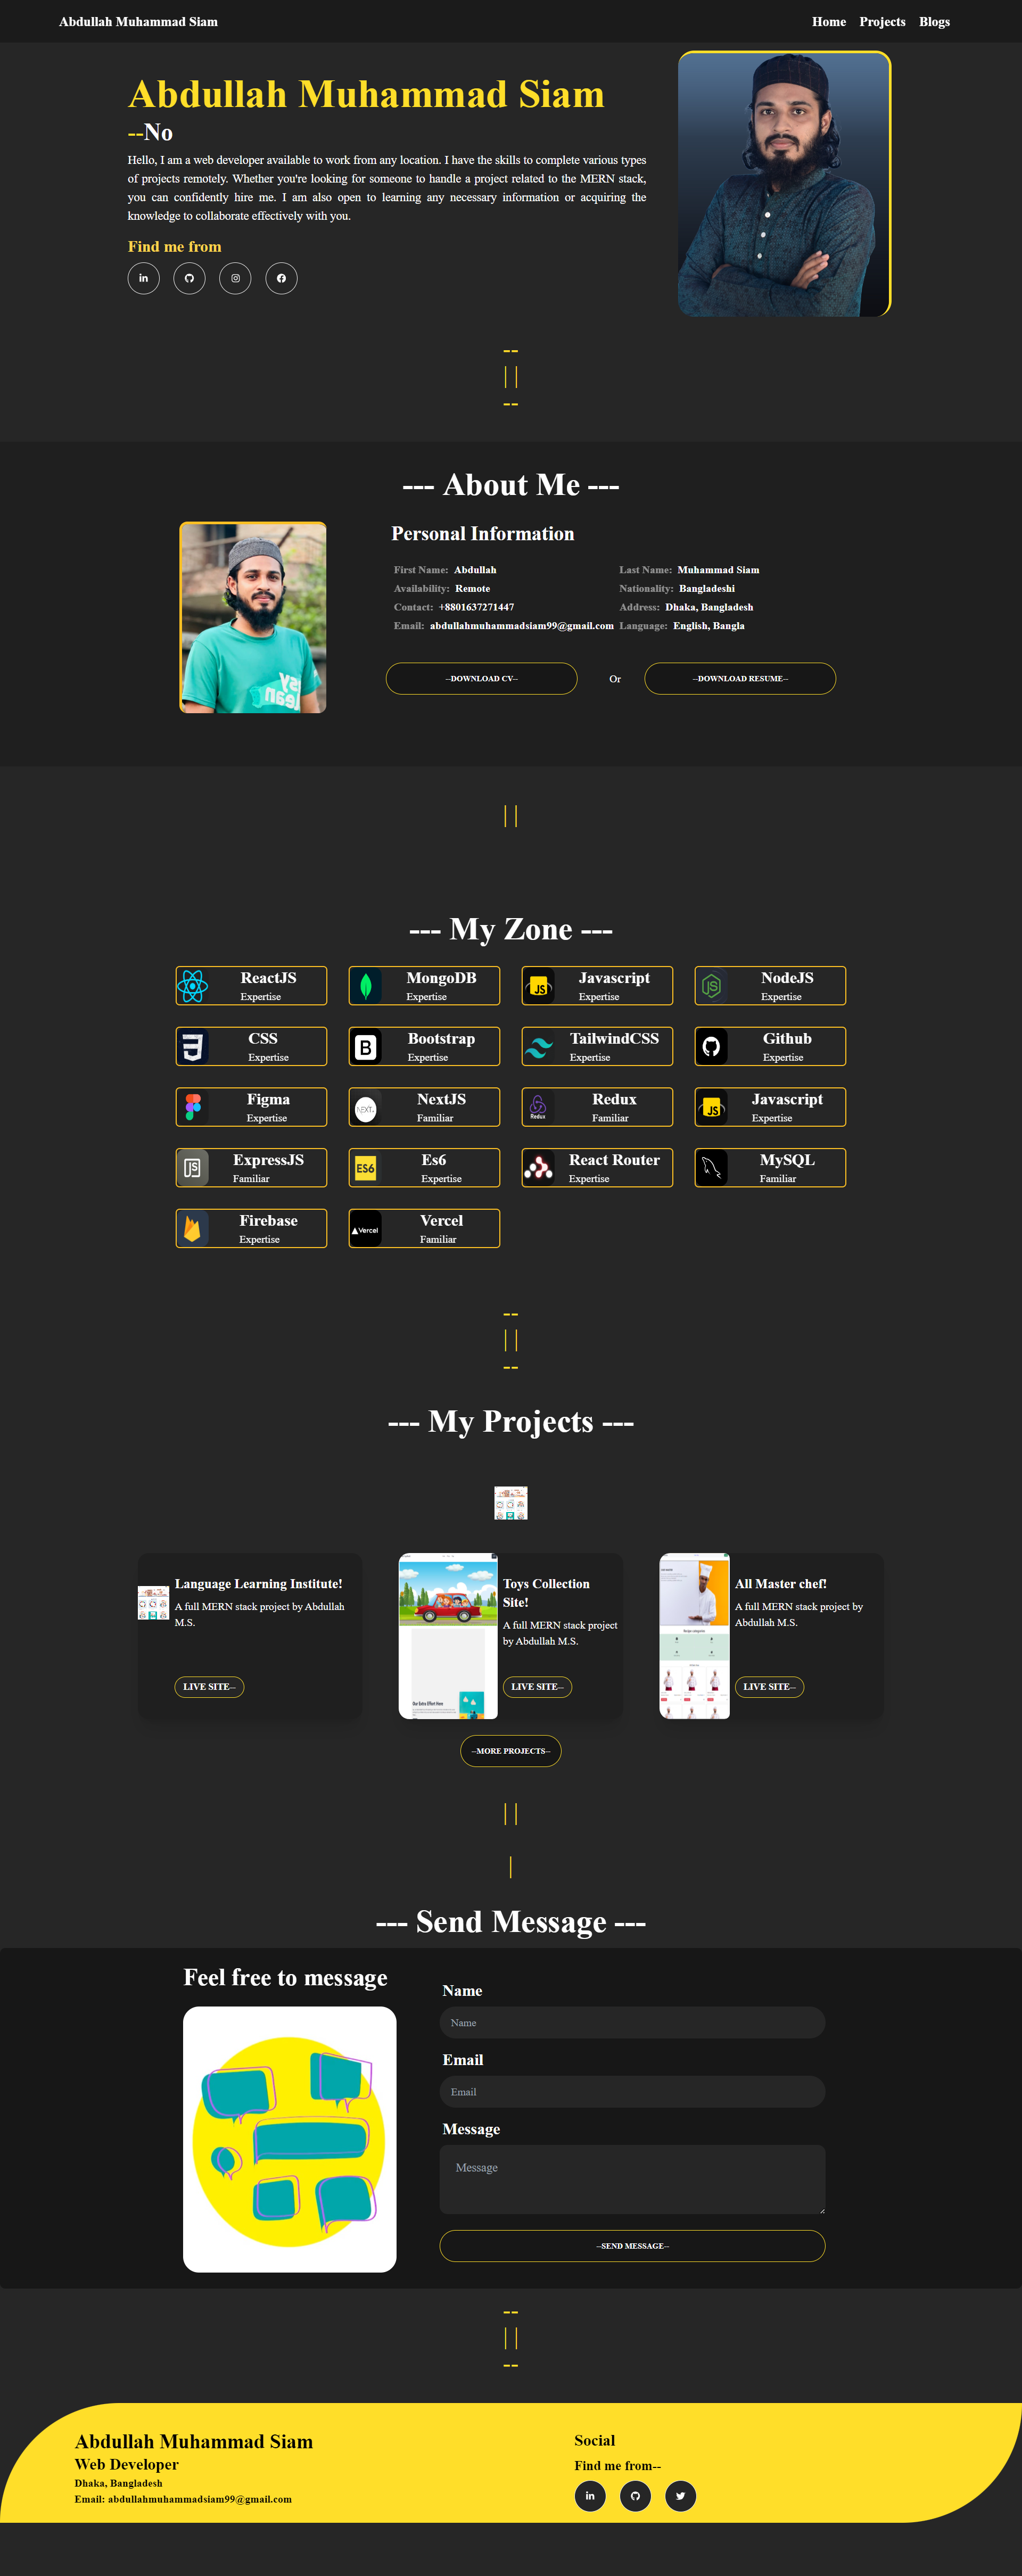 Abdullah Muhammad Siam
Home Projects Blogs
Abdullah Muhammad Siam
--No
Hello, I am a web developer available to work from any location. I have the skills to complete various types
of projects remotely. Whether you're looking for someone to handle a project related to the MERN stack,
you can confidently hire me. I am also open to learning any necessary information or acquiring the
knowledge to collaborate effectively with you.
Find me from
--
||
--
--- About Me ---
Personal Information
First Name: Abdullah Last Name: Muhammad Siam
Availability: Remote Nationality: Bangladeshi
Contact: +8801637271447 Address: Dhaka, Bangladesh
Email: abdullahmuhammadsiam99@gmail.com Language: English, Bangla
--DOWNLOAD CV-- Or --DOWNLOAD RESUME--
||
--- My Zone ---
ReactJS MongoDB Javascript NodeJS
Expertise Expertise Expertise Expertise
CSS Bootstrap TailwindCSS Github
Expertise Expertise Expertise Expertise
Figma NextJS Redux Javascript
Expertise Familiar Familiar Expertise
ExpressJS Es6 React Router MySQL
Familiar Expertise Expertise Familiar
Firebase Vercel
Expertise Familiar
--
||
--
--- My Projects ---
Language Learning Institute!
A full MERN stack project by Abdullah
M.S.
LIVE SITE--
Toys Collection
Site!
A full MERN stack project
by Abdullah M.S.
Our Extra Effort Here
LIVE SITE--
All Master chef!
A full MERN stack project by
Abdullah M.S.
LIVE SITE--
--MORE PROJECTS--
||
|
--- Send Message ---
Feel free to message
Name
Name
Email
Email
Message
Message
--SEND MESSAGE--
--
||
--
Abdullah Muhammad Siam
Web Developer
Dhaka, Bangladesh
Email: abdullahmuhammadsiam99@gmail.com
Social
Find me from--